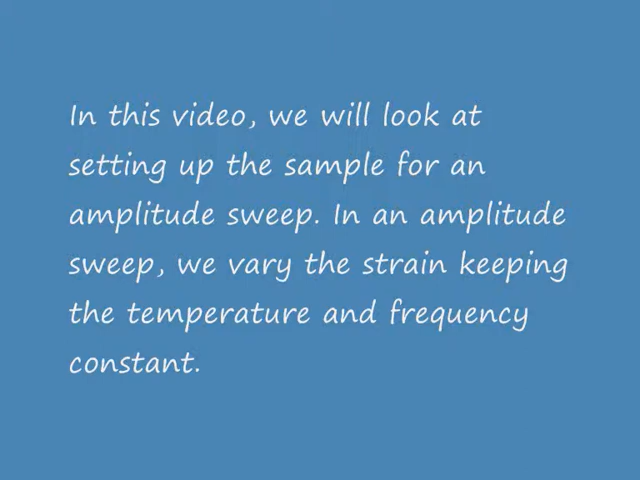 In this video, we will look at
setting up the sample for an
amplitude sweep. In an amplitude
sweep, we vary the strain keeping
the temperature and frequency
constant.